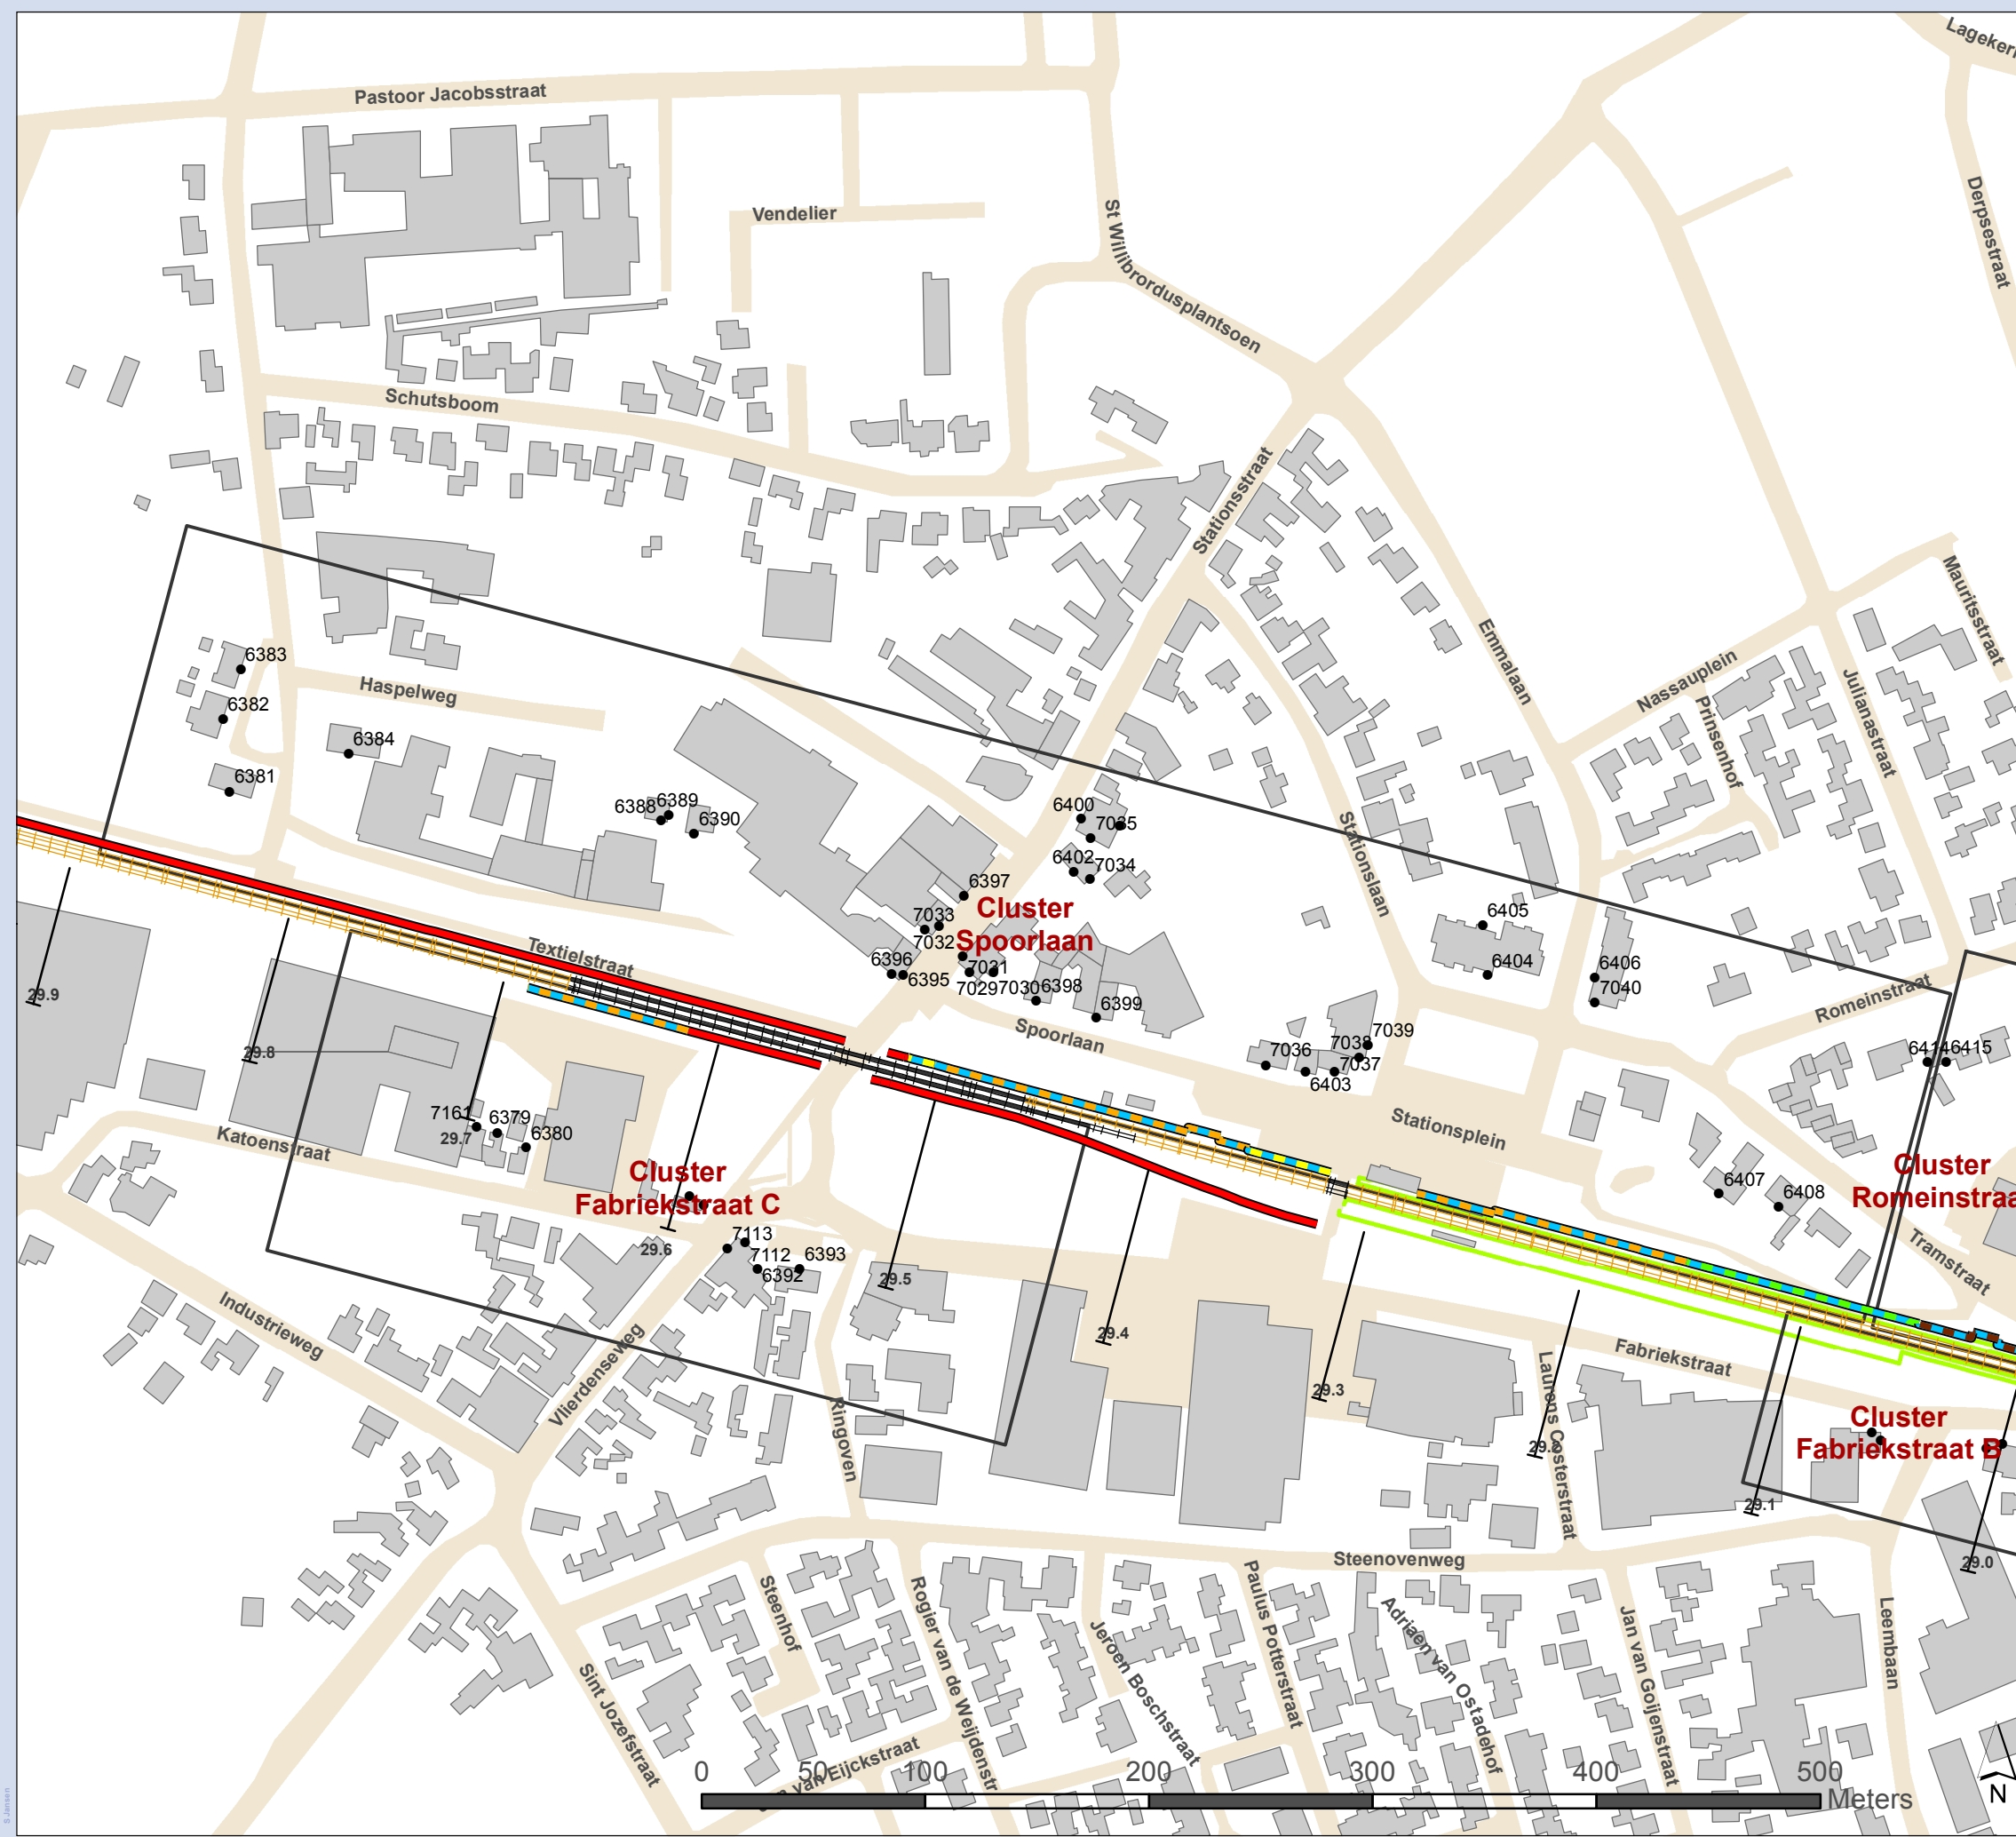 Lageker
Pastoor Jacobsstraat
Vendelier
St Willibrordusplantsoen
Derpsestraat
Schutsboom
Stationsstraat
Emmalaan
Mauritsstraat
Nassauplein
Prinsenhof
Julianastraat
6383
Haspelweg
6382
6384
6381
6388
6389
6390
6400
7035
6402
7034
Stationslaan
6397
Cluster
Spoorlaan
7033
7032
6405
6404
6406
7040
Textielstraat
6396
6395
7021
7029
7030
6398
6399
Romeinstraat
29.9
Spoorlaan
7039
7038
7036
7037
6403
6414
6415
29.8
7161
6379
6380
29.7
Katoenstraat
Stationsplein
Cluster
Fabriekstraat C
Cluster
Romeinstraa
6407
6408
7113
7112
6392
6393
29.6
29.5
Tramstraat
29.4
Industrieweg
Vlierdenseweg
Ringoven
29.3
Fabriekstraat
Laurens Costerstraat
29.2
Cluster
Fabriekstraat B
29.1
29.0
Steenovenweg
Steenhof
Rogier van de Weijdenstr
Jeroen Boschstraat
Paulus Potterstraat
Adriaen van Ostadehof
Jan van Goijenstraat
Leembaan
Sint Jozefstraat
van Eijckstraat
0
50
100
200
300
400
500
Meters
N
S Jansen